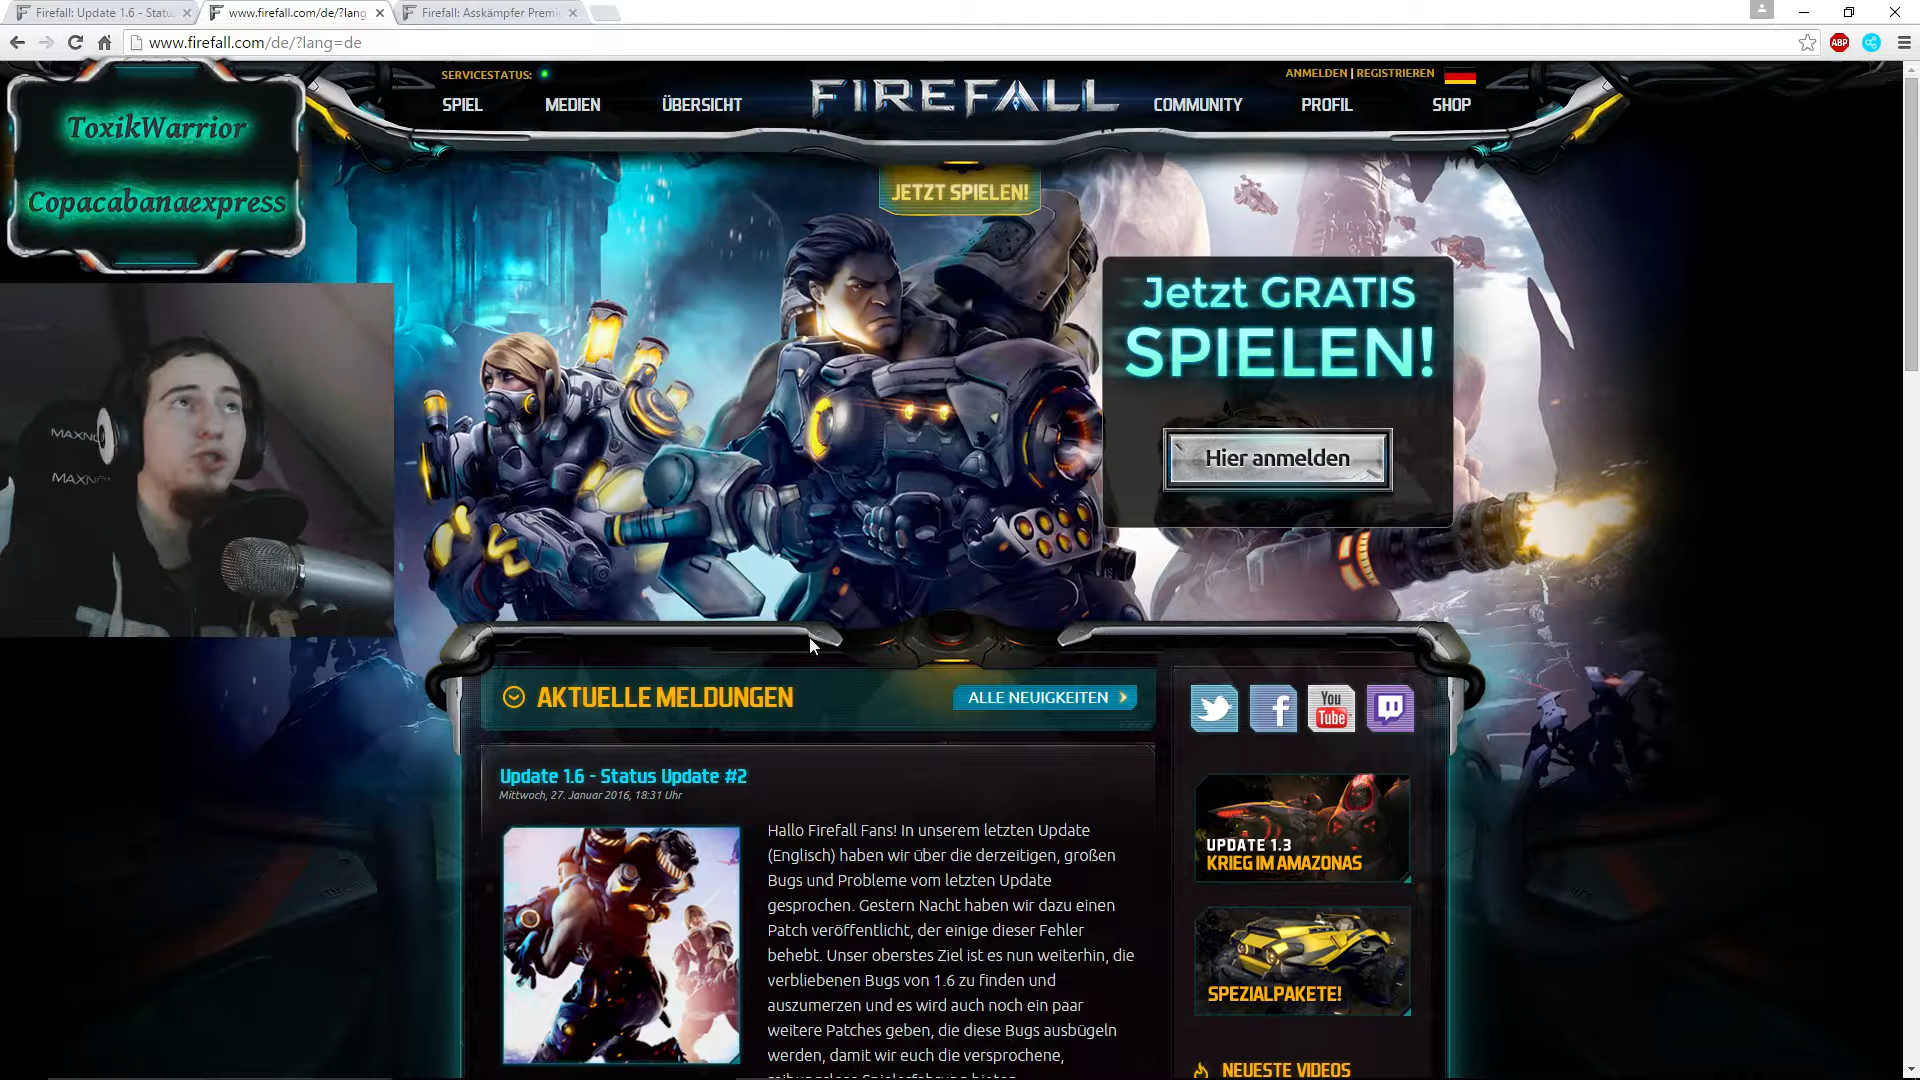 Firefall: Update 1.6 - Statu
www.firefall.com/de/?lang
Firefall: Asskämpfer Premi
www.firefall.com/de/?lang=de
ABP
ToxikWarrior
Copacabanaexpress
SERVICESTATUS:
ANMELDEN | REGISTRIEREN
SPIEL
MEDIEN
ÜBERSICHT
FIREFALL
COMMUNITY
PROFIL
SHOP
JETZT SPIELEN!
Jetzt GRATIS
SPIELEN!
Hier anmelden
AKTUELLE MELDUNGEN
ALLE NEUIGKEITEN
You
Tube
Update 1.6 - Status Update #2
Mittwoch, 27. Januar 2016, 18:31 Uhr
Hallo Firefall Fans! In unserem letzten Update
(Englisch) haben wir über die derzeitigen, großen
Bugs und Probleme vom letzten Update
gesprochen. Gestern Nacht haben wir dazu einen
Patch veröffentlicht, der einige dieser Fehler
behebt. Unser oberstes Ziel ist es nun weiterhin, die
verbliebenen Bugs von 1.6 zu finden und
auszumerzen und es wird auch noch ein paar
weitere Patches geben, die diese Bugs ausbügeln
werden, damit wir euch die versprochene,
UPDATE 1.3
KRIEG IM AMAZONAS
SPEZIALPAKETE!
NEUESTE VIDEOS